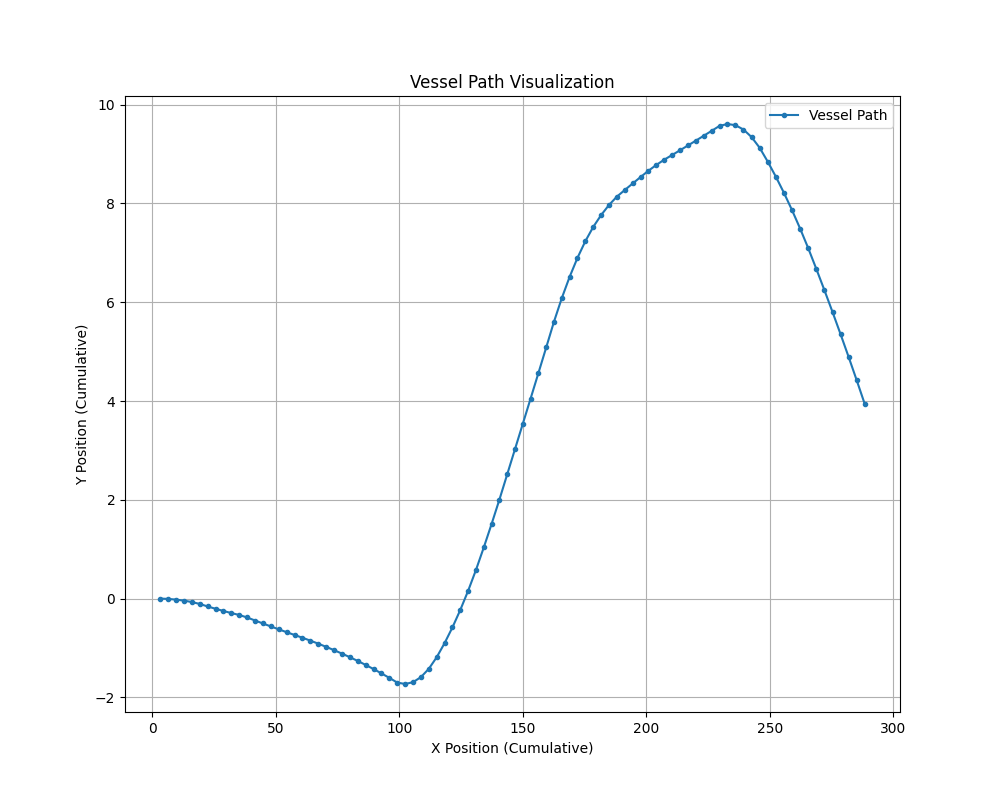 Vessel Path Visualization
Vessel Path
10
8
6
4
2
0
−2
Y Position (Cumulative)
0 50 100 150 200 250 300
X Position (Cumulative)